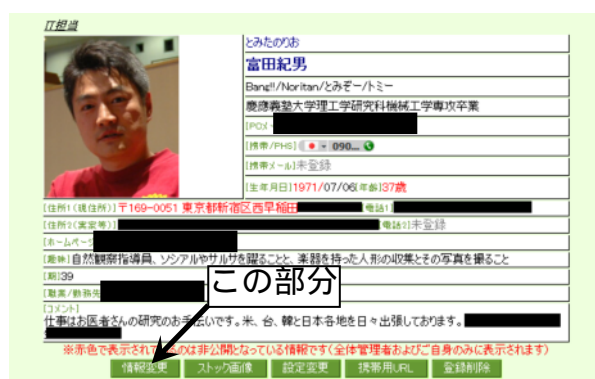 IT担当
とみたのりお
富田紀男
Bang!!/Noritan/とみぞー/トミー
慶應義塾大学理工学研究科機械工学専攻卒業
[PCメ
[携帯/PHS] 090...
[携帯メール]未登録
[生年月日]1971/07/06[年齢]37歳
[住所1(現住所)]〒169-0051 東京都新宿区西早稲田 [電話1]
[住所2(実家等)] [電話2]未登録
[ホームページ
[趣味]自然観察指導員、ソシアルやサルサを踊ること、楽器を持った人形の収集とその写真を撮ること
[期]39
[職業/勤務先
この部分
[コメント]
仕事はお医者さんの研究のお手伝いです。米、台、韓と日本各地を日々出張しております。
※赤色で表示されているのは非公開となっている情報です(全体管理者およびご自身のみに表示されます)
情報変更 ストック画像 設定変更 携帯用URL 登録削除